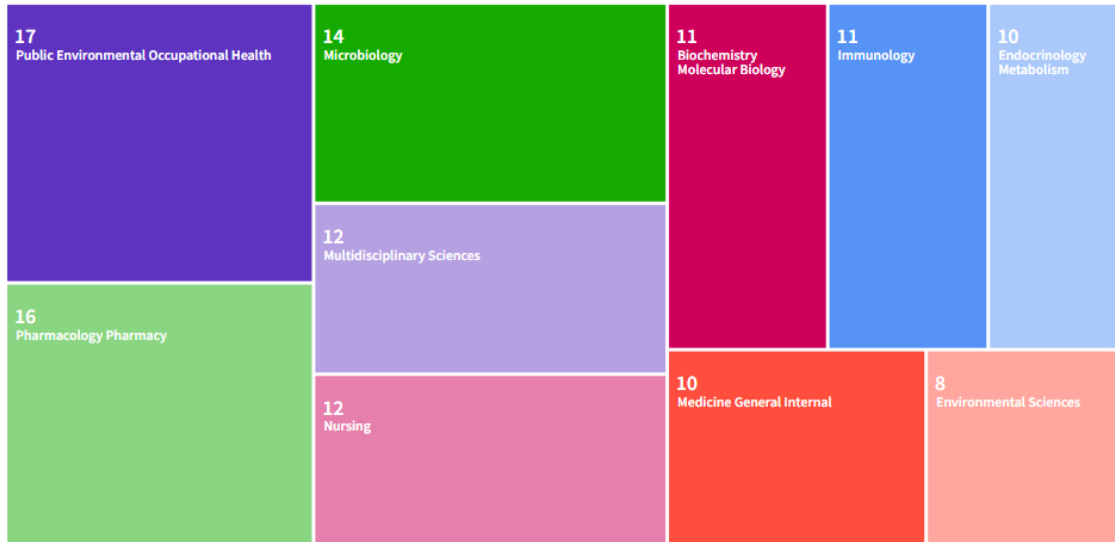 17
Public Environmental Occupational Health
16
Pharmacology Pharmacy
14
Microbiology
12
Multidisciplinary Sciences
12
Nursing
11
Biochemistry
Molecular Biology
11
Immunology
10
Endocrinology
Metabolism
10
Medicine General Internal
8
Environmental Sciences